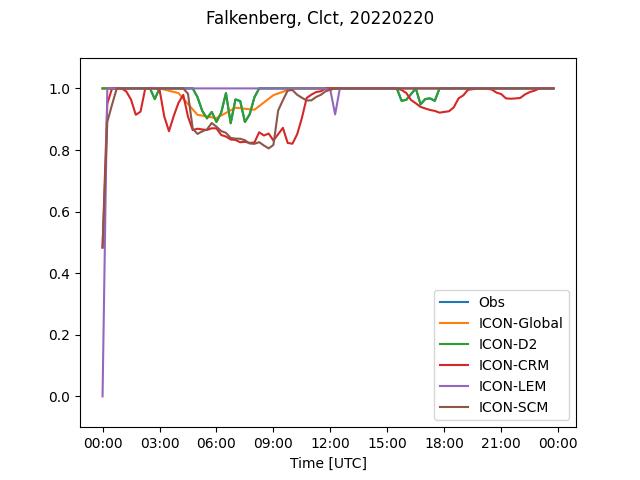 Falkenberg, Clct, 20220220
1.0
0.8
0.6
0.4
0.2
0.0
Obs
ICON-Global
ICON-D2
ICON-CRM
ICON-LEM
ICON-SCM
00:00 03:00 06:00 09:00 12:00 15:00 18:00 21:00 00:00
Time [UTC]